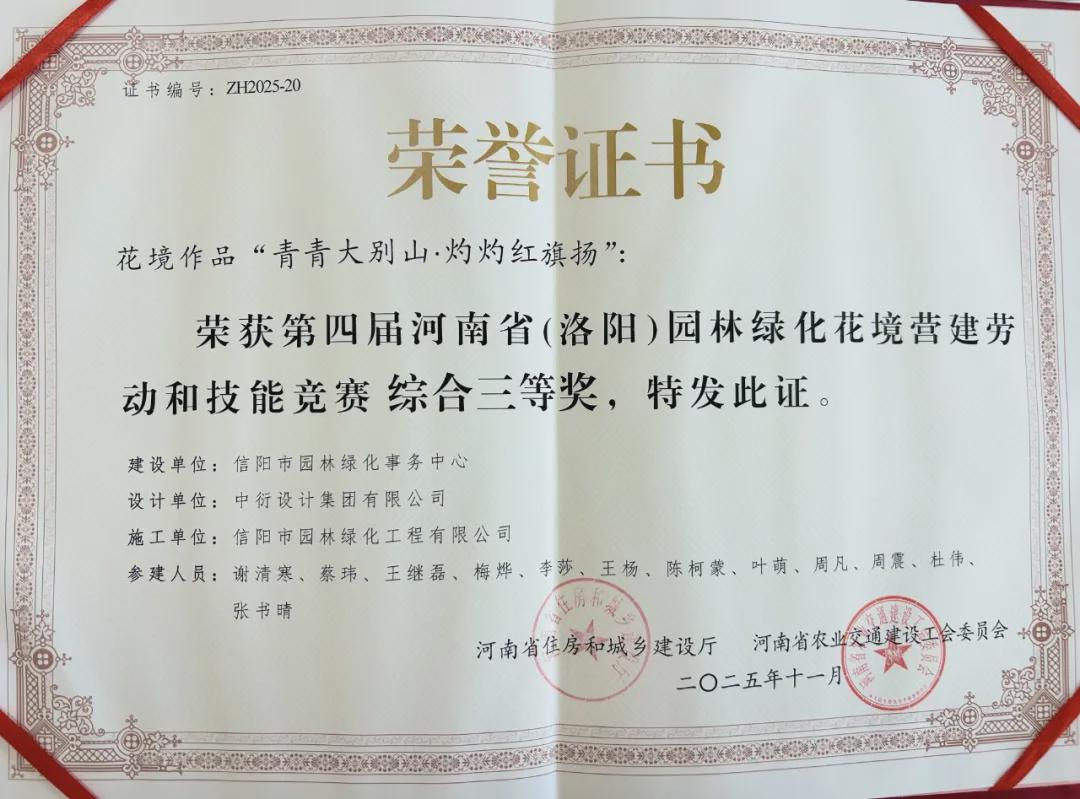 证书编号：ZH2025-20
荣誉证书
花境作品“青青大别山·灼灼红旗扬”：
荣获第四届河南省(洛阳)园林绿化花境营建劳
动和技能竞赛 综合三等奖，特发此证。
建设单位：信阳市园林绿化事务中心
设计单位：中衍设计集团有限公司
施工单位：信阳市园林绿化工程有限公司
参建人员：谢清寒、蔡玮、王继磊、梅烨、李莎、王杨、陈柯蒙、叶萌、周凡、周震、杜伟、
张书晴
河南省住房和城乡建设厅 河南省农业交通建设工会委员会
二〇二五年十一月